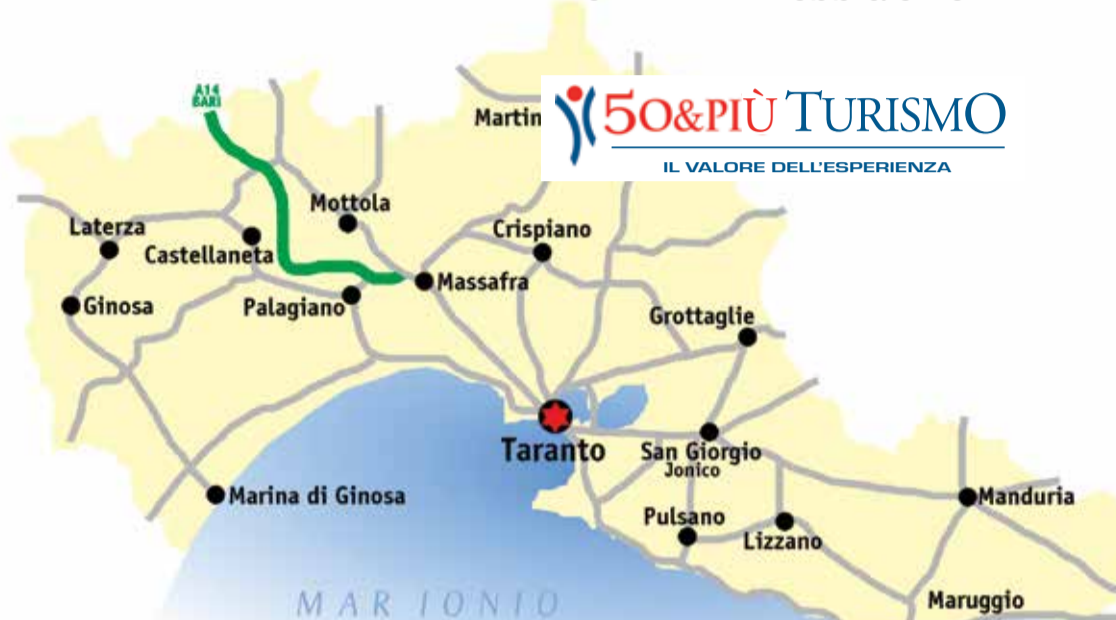 A14
BARI
Martin
50&PIÙ TURISMO
IL VALORE DELL'ESPERIENZA
Mottola
Laterza
Castellaneta
Crispiano
Massafra
Ginosa
Palagiano
Grottaglie
Taranto
San Giorgio
Jonico
Marina di Ginosa
Manduria
Pulsano
Lizzano
MAR IONIO
Maruggio